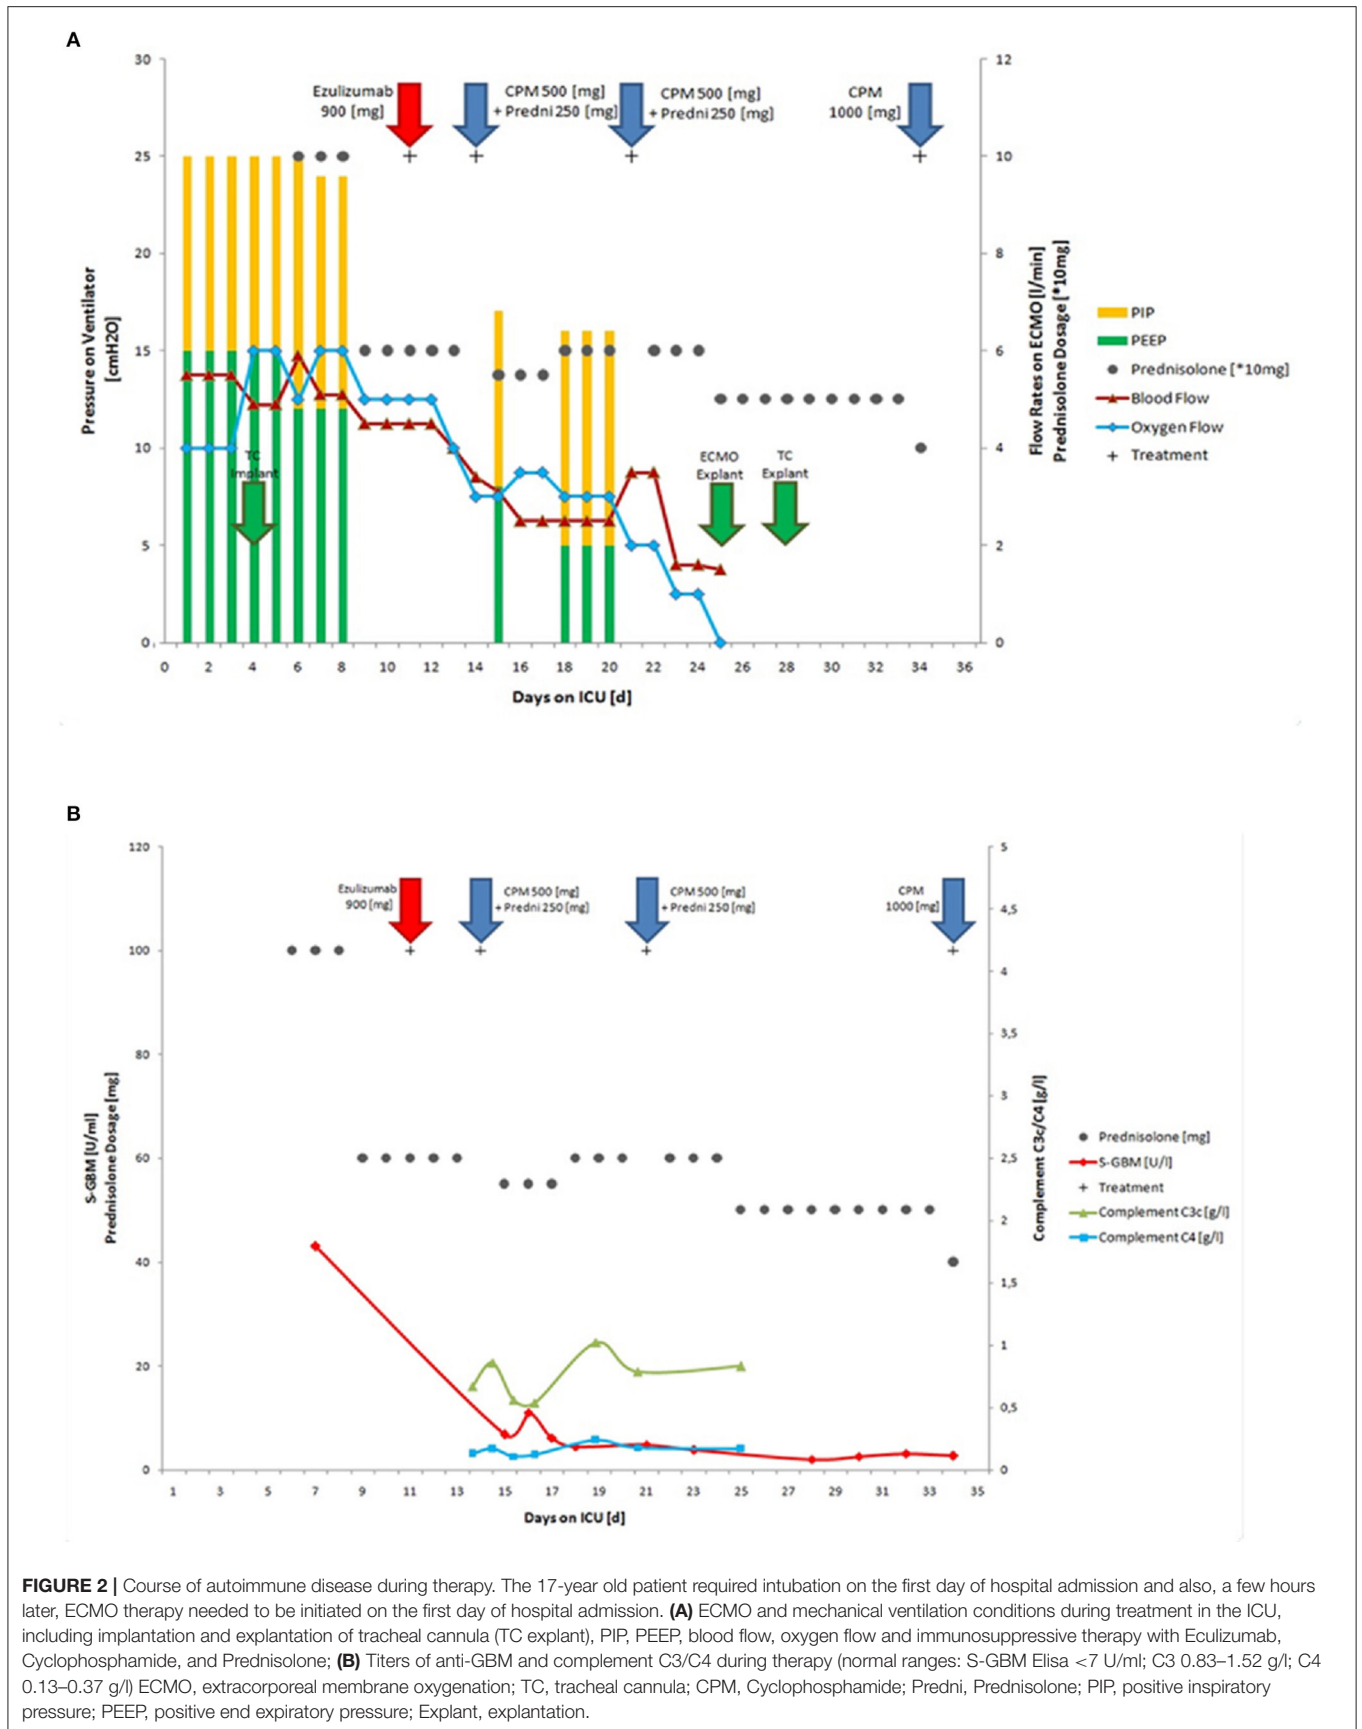 A
30
25
20
15
10
5
0
Pressure on Ventilator
[cmH2O]
12
10
8
6
4
2
0
Flow Rates on ECMO [l/min]
Prednisolone Dosage [*10mg]
Ezulizumab
900 [mg]
CPM 500 [mg]
+ Predni 250 [mg]
CPM 500 [mg]
+ Predni 250 [mg]
CPM
1000 [mg]
TC
Implant
ECMO
Explant
TC
Explant
PIP
PEEP
Prednisolone [*10mg]
Blood Flow
Oxygen Flow
Treatment
0 2 4 6 8 10 12 14 16 18 20 22 24 26 28 30 32 34 36
Days on ICU [d]
B
120
100
80
60
40
20
0
S-GBM [U/ml]
Prednisolone Dosage [mg]
5
4,5
4
3,5
3
2,5
2
1,5
1
0,5
0
Complement C3c/C4 [g/l]
Ezulizumab
900 [mg]
CPM 500 [mg]
+ Predni 250 [mg]
CPM 500 [mg]
+ Predni 250 [mg]
CPM
1000 [mg]
Prednisolone [mg]
S-GBM [U/l]
Treatment
Complement C3c [g/l]
Complement C4 [g/l]
1 3 5 7 9 11 13 15 17 19 21 23 25 27 29 31 33 35
Days on ICU [d]
FIGURE 2 | Course of autoimmune disease during therapy. The 17-year old patient required intubation on the first day of hospital admission and also, a few hours
later, ECMO therapy needed to be initiated on the first day of hospital admission. (A) ECMO and mechanical ventilation conditions during treatment in the ICU,
including implantation and explantation of tracheal cannula (TC explant), PIP, PEEP, blood flow, oxygen flow and immunosuppressive therapy with Eculizumab,
Cyclophosphamide, and Prednisolone; (B) Titers of anti-GBM and complement C3/C4 during therapy (normal ranges: S-GBM Elisa <7 U/ml; C3 0.83–1.52 g/l; C4
0.13–0.37 g/l) ECMO, extracorporeal membrane oxygenation; TC, tracheal cannula; CPM, Cyclophosphamide; Predni, Prednisolone; PIP, positive inspiratory
pressure; PEEP, positive end expiratory pressure; Explant, explantation.